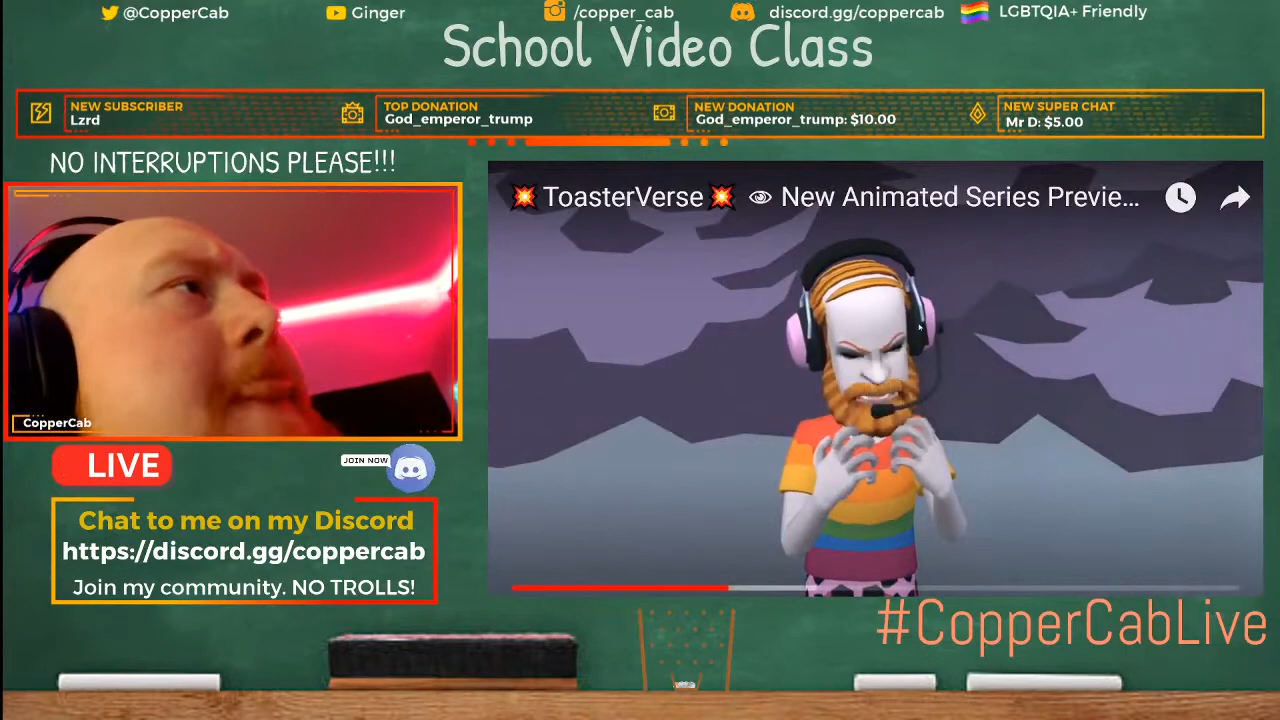 @CopperCab
Ginger
/copper_cab
discord.gg/coppercab
LGBTQIA+ Friendly
School Video Class
NEW SUBSCRIBER
Lzrd
TOP DONATION
God_emperor_trump
NEW DONATION
God_emperor_trump: $10.00
NEW SUPER CHAT
Mr D: $5.00
NO INTERRUPTIONS PLEASE!!!
💥 ToasterVerse 💥 👁 New Animated Series Previe...
CopperCab
LIVE
JOIN NOW
Chat to me on my Discord
https://discord.gg/coppercab
Join my community. NO TROLLS!
#CopperCabLive